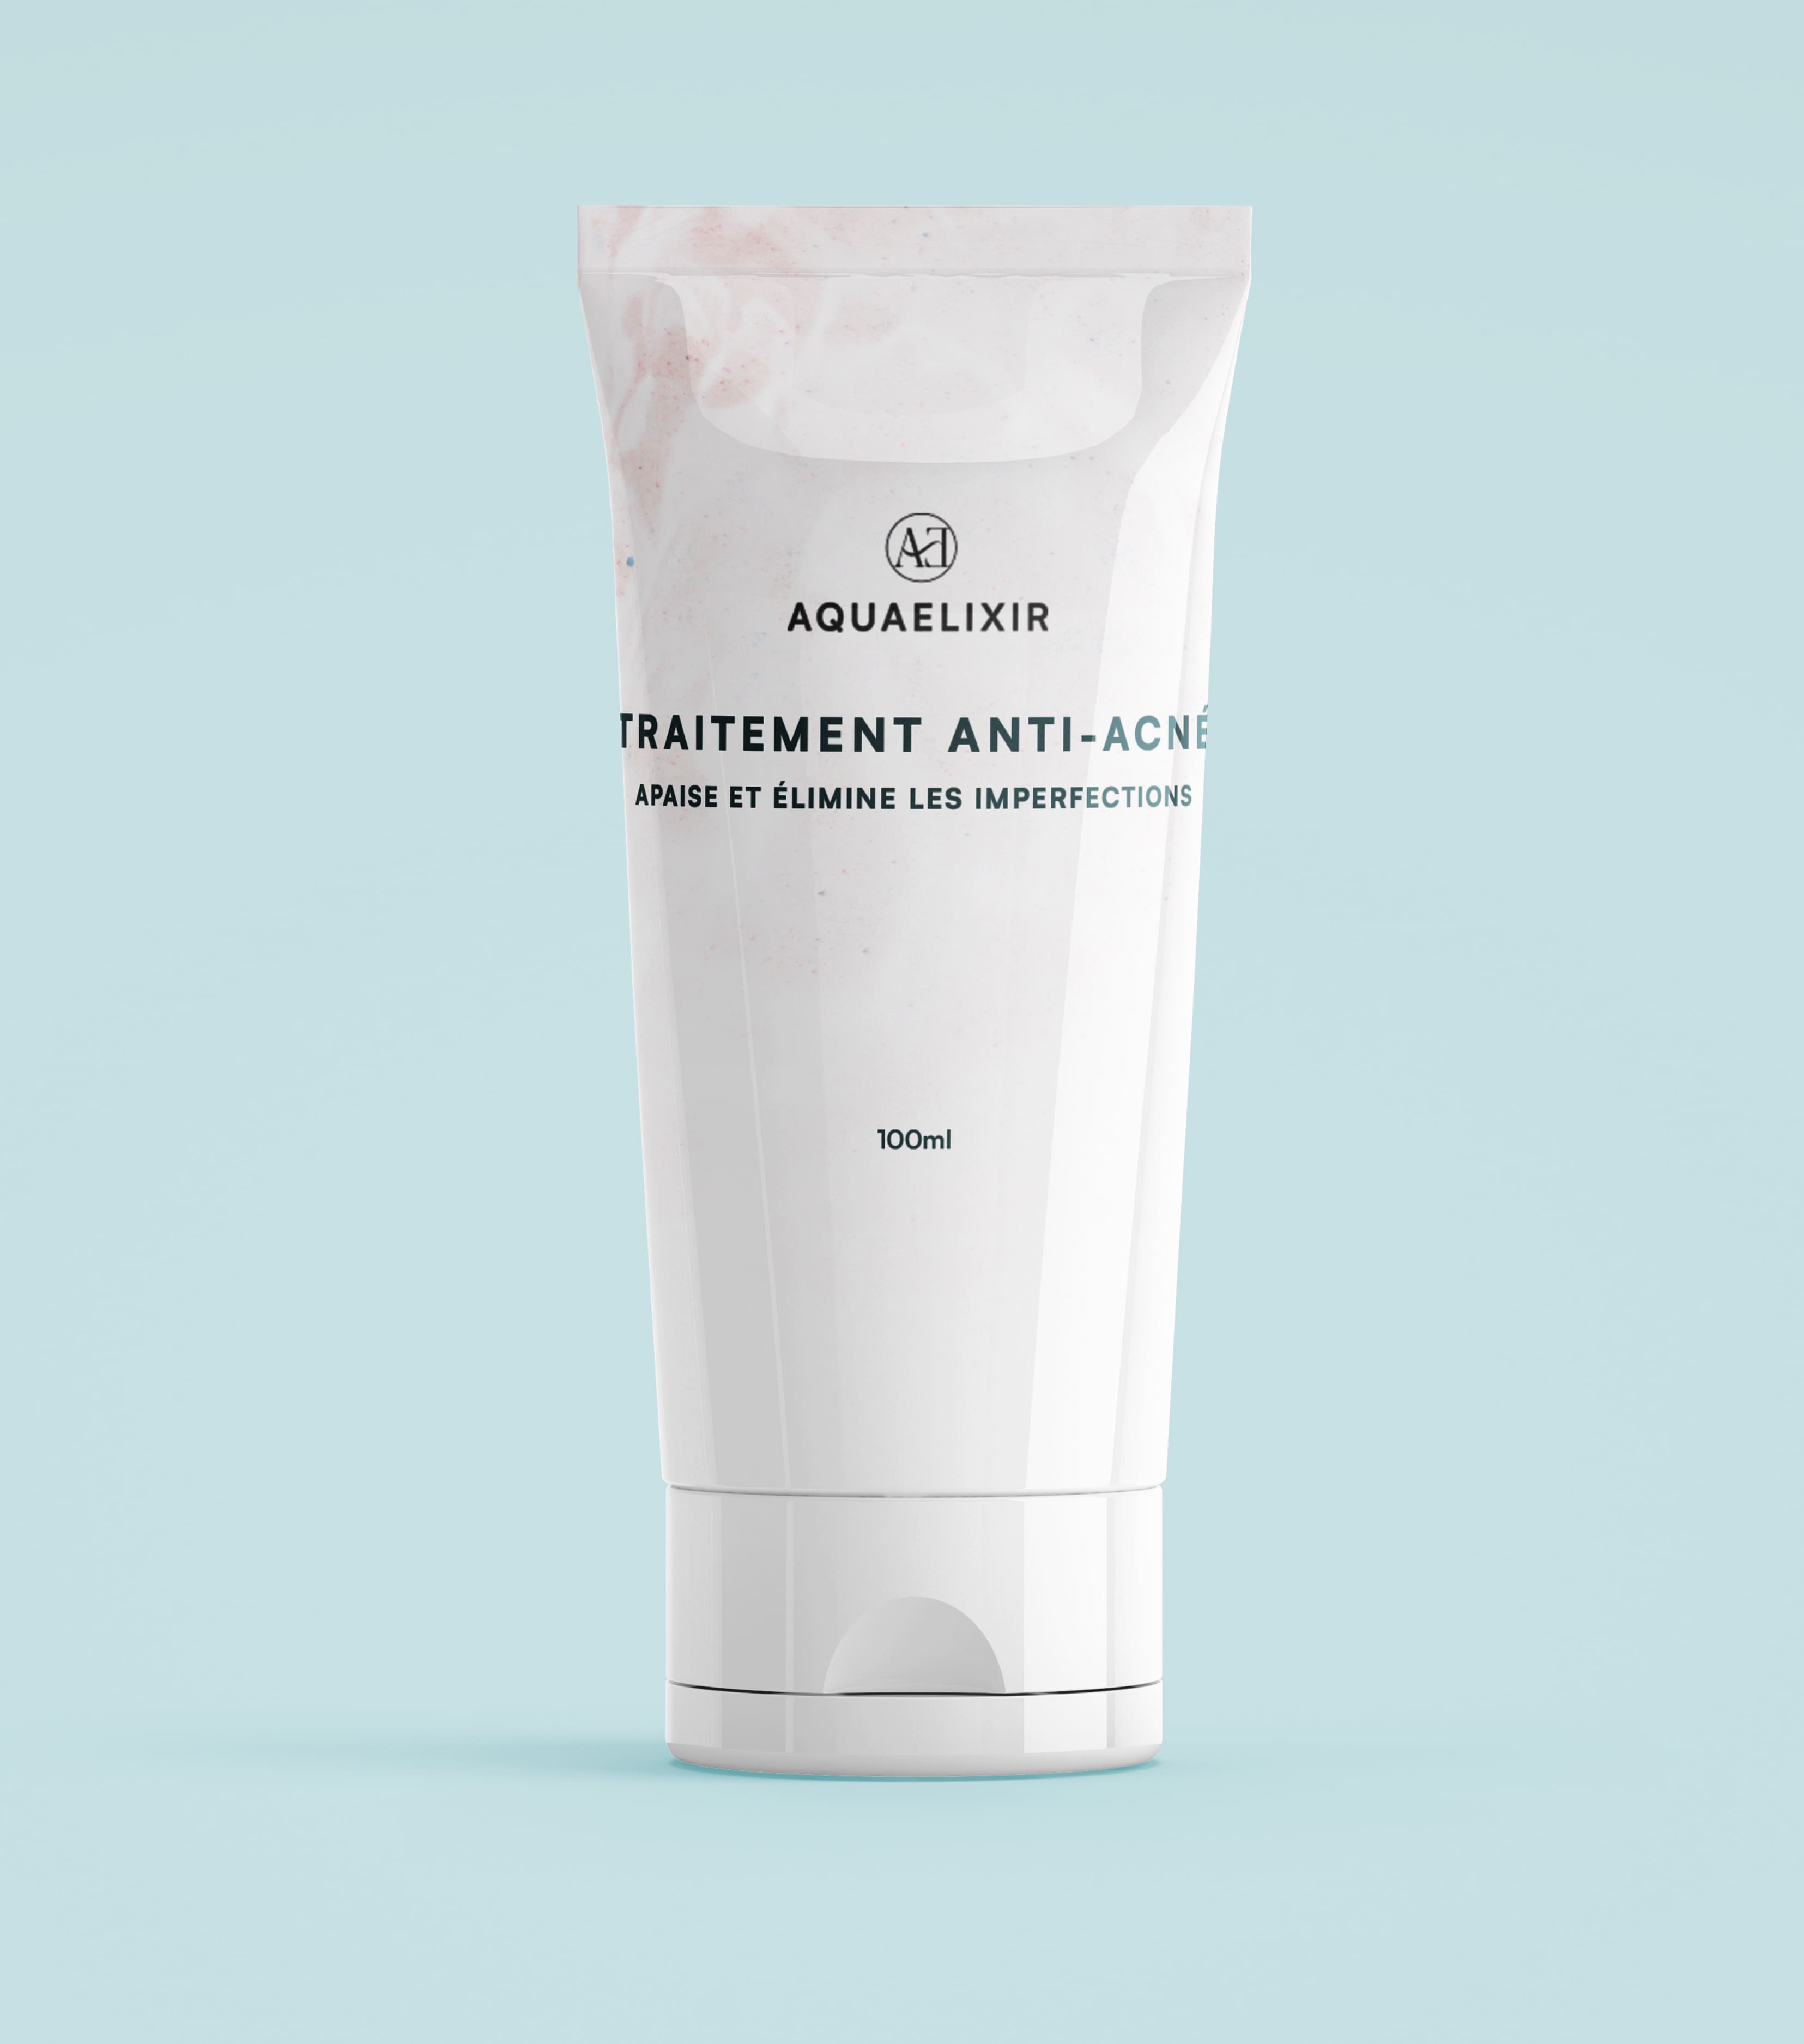 AE
AQUAELIXIR
TRAITEMENT ANTI-ACNÉ
APAISE ET ÉLIMINE LES IMPERFECTIONS
100ml